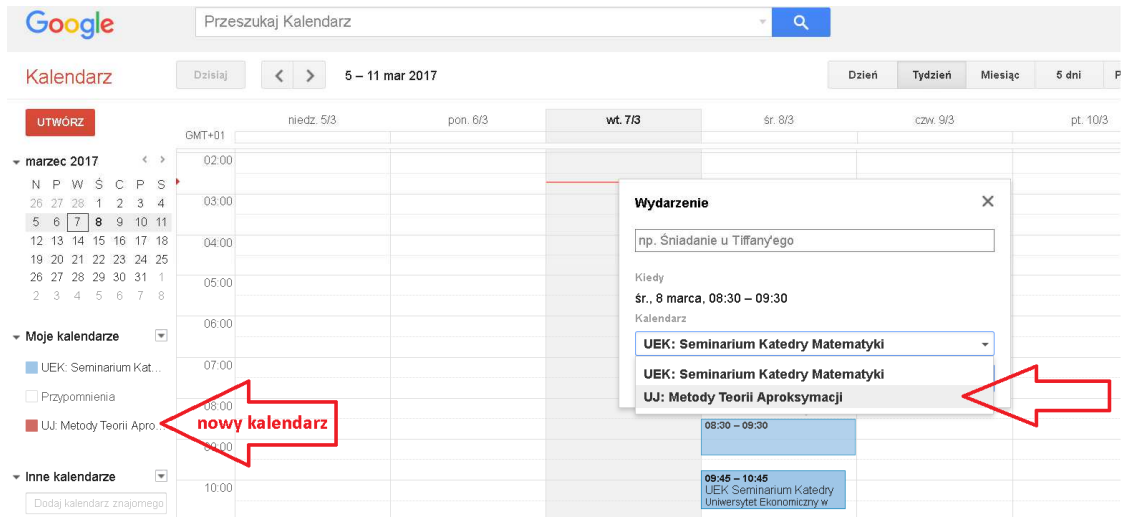 Google
Przeszukaj Kalendarz
Kalendarz
Dzisiaj
5 – 11 mar 2017
Dzień Tydzień Miesiąc 5 dni P
UTWÓRZ
GMT+01
niedz. 5/3 pon. 6/3 wt. 7/3 śr. 8/3 czw. 9/3 pt. 10/3
marzec 2017
N P W Ś C P S
26 27 28 1 2 3 4
5 6 7 8 9 10 11
12 13 14 15 16 17 18
19 20 21 22 23 24 25
26 27 28 29 30 31 1
2 3 4 5 6 7 8
Moje kalendarze
UEK: Seminarium Kat...
Przypomnienia
UJ: Metody Teorii Apro...
nowy kalendarz
Inne kalendarze
Dodaj kalendarz znajomego
02:00
03:00
04:00
05:00
06:00
07:00
08:00
09:00
10:00
Wydarzenie
np. Śniadanie u Tiffany'ego
Kiedy
śr., 8 marca, 08:30 – 09:30
Kalendarz
UEK: Seminarium Katedry Matematyki
UEK: Seminarium Katedry Matematyki
UJ: Metody Teorii Aproksymacji
08:30 – 09:30
09:45 – 10:45
UEK Seminarium Katedry
Uniwersytet Ekonomiczny w